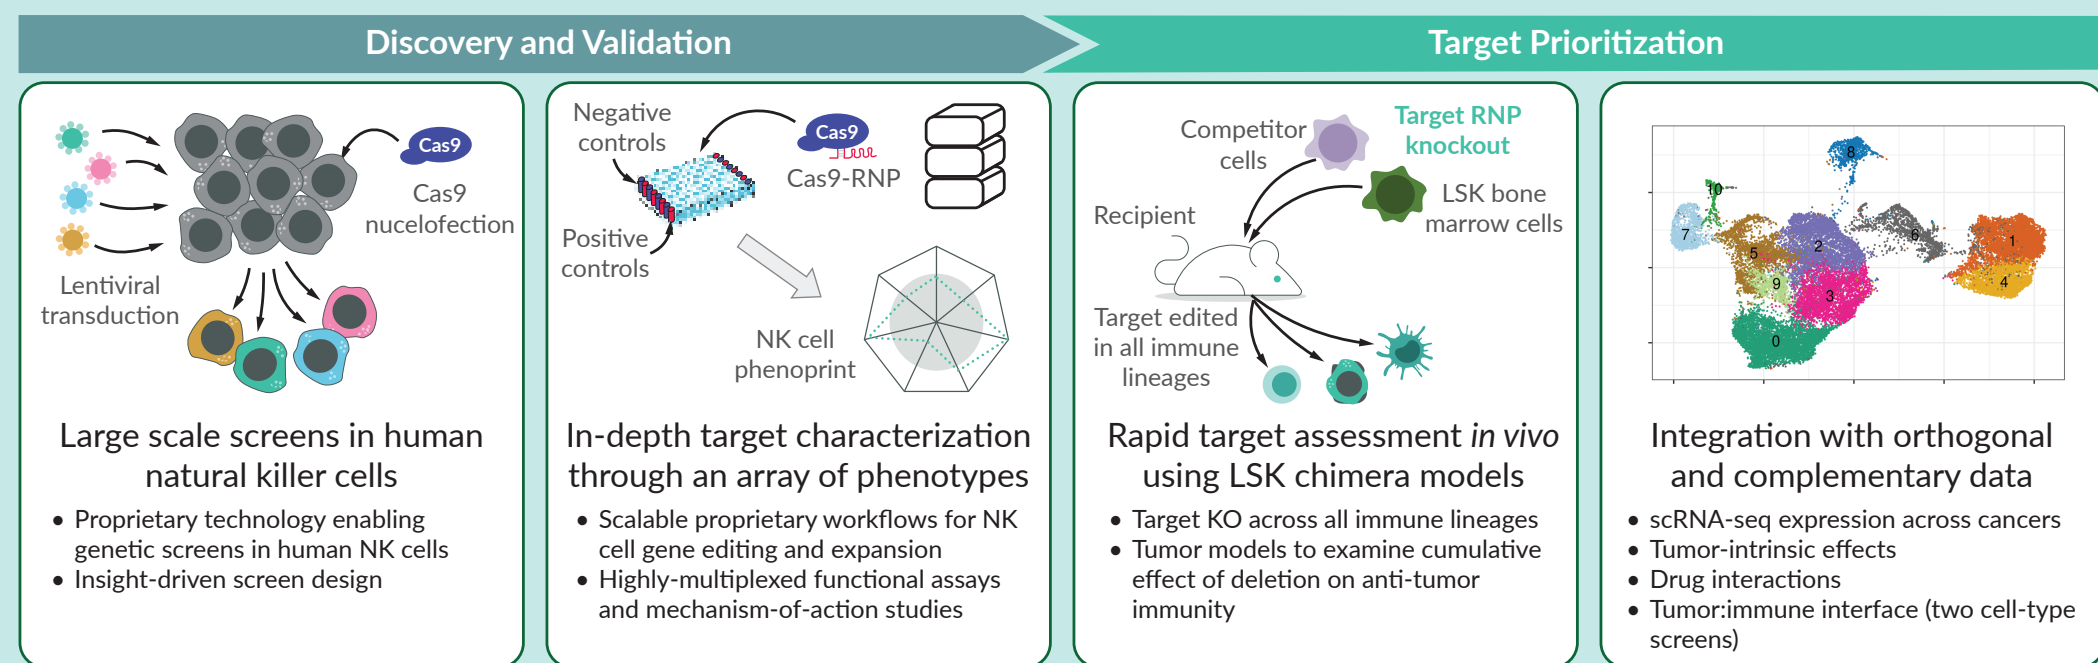 Discovery and Validation
Target Prioritization
Cas9
Cas9
nucelofection
Lentiviral
transduction
Large scale screens in human
natural killer cells
• Proprietary technology enabling
genetic screens in human NK cells
• Insight-driven screen design
Negative
controls
Cas9
Cas9-RNP
Positive
controls
NK cell
phenoprint
In-depth target characterization
through an array of phenotypes
• Scalable proprietary workflows for NK
cell gene editing and expansion
• Highly-multiplexed functional assays
and mechanism-of-action studies
Competitor
cells
Target RNP
knockout
LSK bone
marrow cells
Recipient
Target edited
in all immune
lineages
Rapid target assessment in vivo
using LSK chimera models
• Target KO across all immune lineages
• Tumor models to examine cumulative
effect of deletion on anti-tumor
immunity
8
10
7
5
2
6
1
9
3
4
0
Integration with orthogonal
and complementary data
• scRNA-seq expression across cancers
• Tumor-intrinsic effects
• Drug interactions
• Tumor:immune interface (two cell-type
screens)